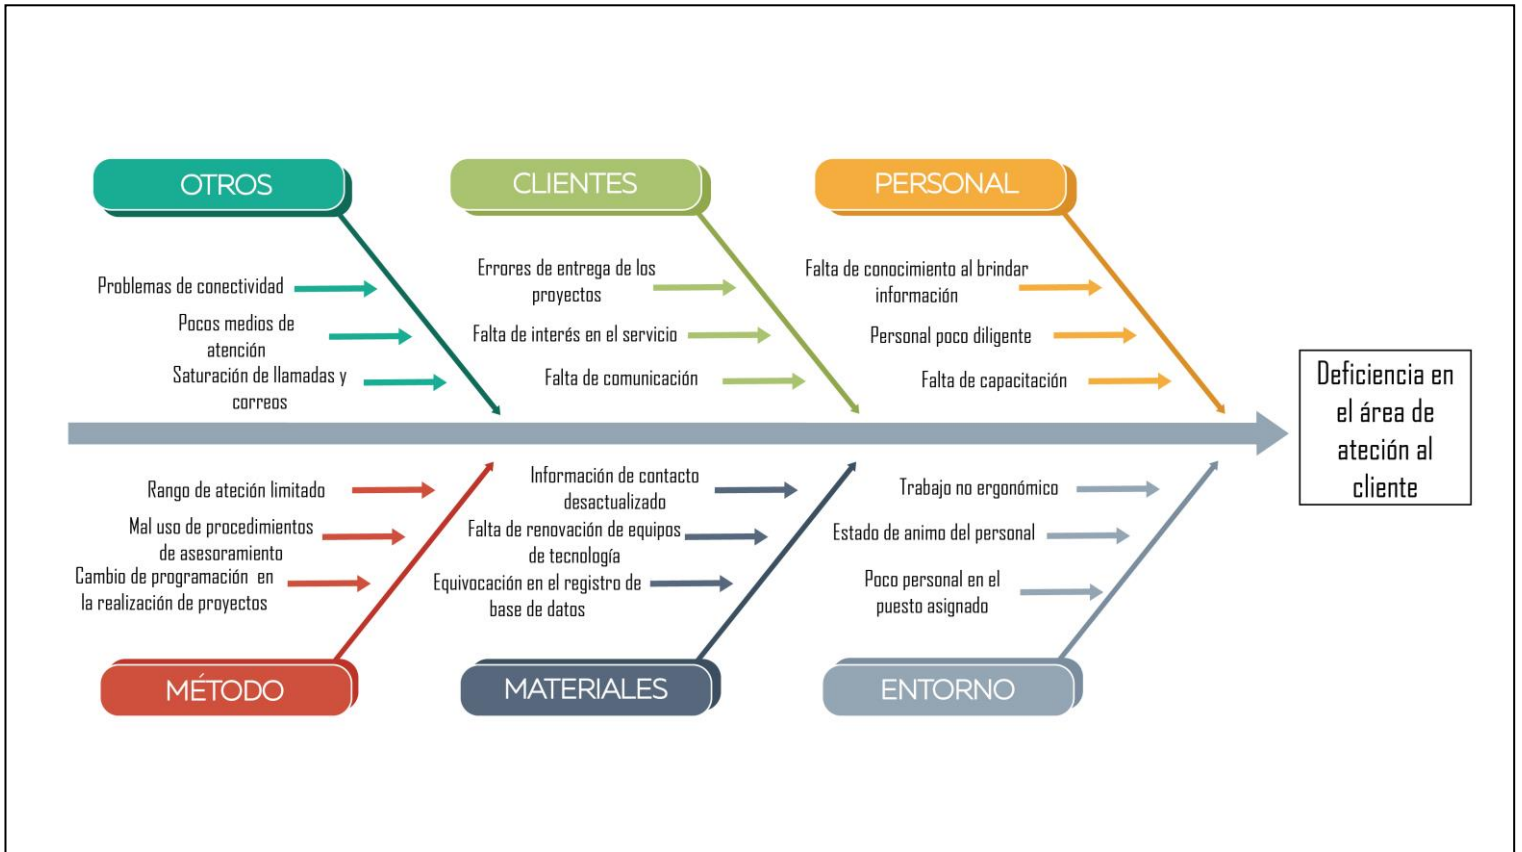 OTROS
CLIENTES
PERSONAL
Problemas de conectividad
Pocos medios de
atención
Saturación de llamadas y
correos
Errores de entrega de los
proyectos
Falta de interés en el servicio
Falta de comunicación
Falta de conocimiento al brindar
información
Personal poco diligente
Falta de capacitación
Deficiencia en
el área de
ateción al
cliente
Rango de ateción limitado
Mal uso de procedimientos
de asesoramiento
Cambio de programación en
la realización de proyectos
Información de contacto
desactualizado
Falta de renovación de equipos
de tecnología
Equivocación en el registro de
base de datos
Trabajo no ergonómico
Estado de animo del personal
Poco personal en el
puesto asignado
MÉTODO
MATERIALES
ENTORNO